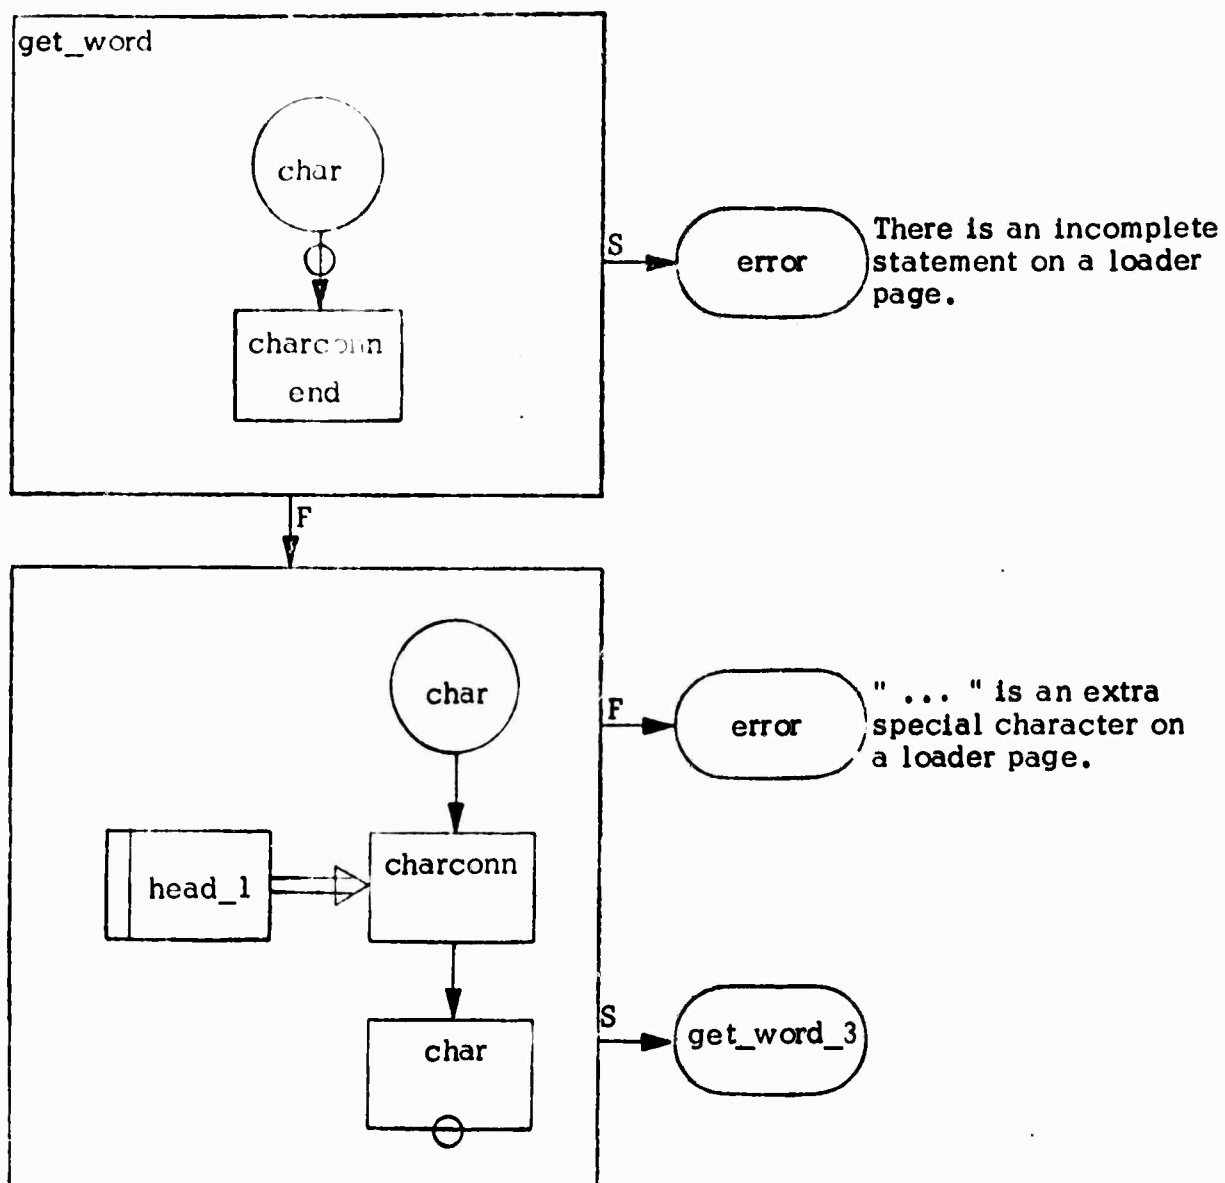 get_word
char
charconn
end
S
error
There is an incomplete
statement on a loader
page.
F
char
F
error
" ... " is an extra
special character on
a loader page.
head_1
charconn
char
S
get_word_3